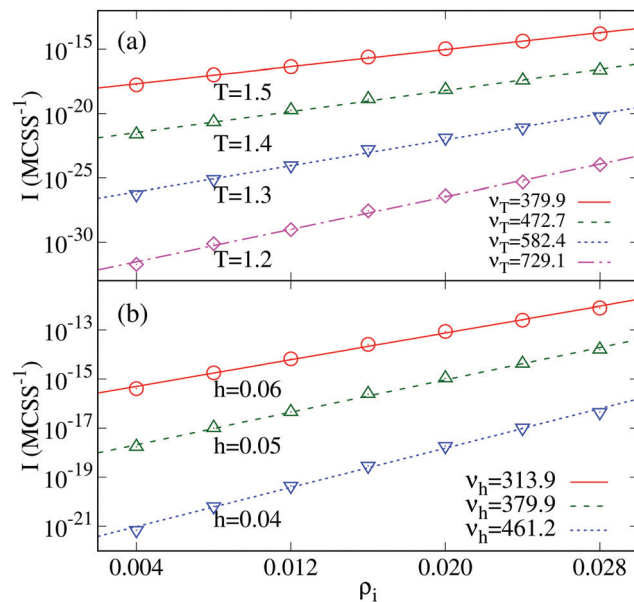 (a)
I (MCSS⁻¹)
10⁻¹⁵
10⁻²⁰
10⁻²⁵
10⁻³⁰
T=1.5
T=1.4
T=1.3
T=1.2
ν_T=379.9
ν_T=472.7
ν_T=582.4
ν_T=729.1
(b)
I (MCSS⁻¹)
10⁻¹³
10⁻¹⁵
10⁻¹⁷
10⁻¹⁹
10⁻²¹
h=0.06
h=0.05
h=0.04
ν_h=313.9
ν_h=379.9
ν_h=461.2
0.004 0.012 0.020 0.028
ρ_i